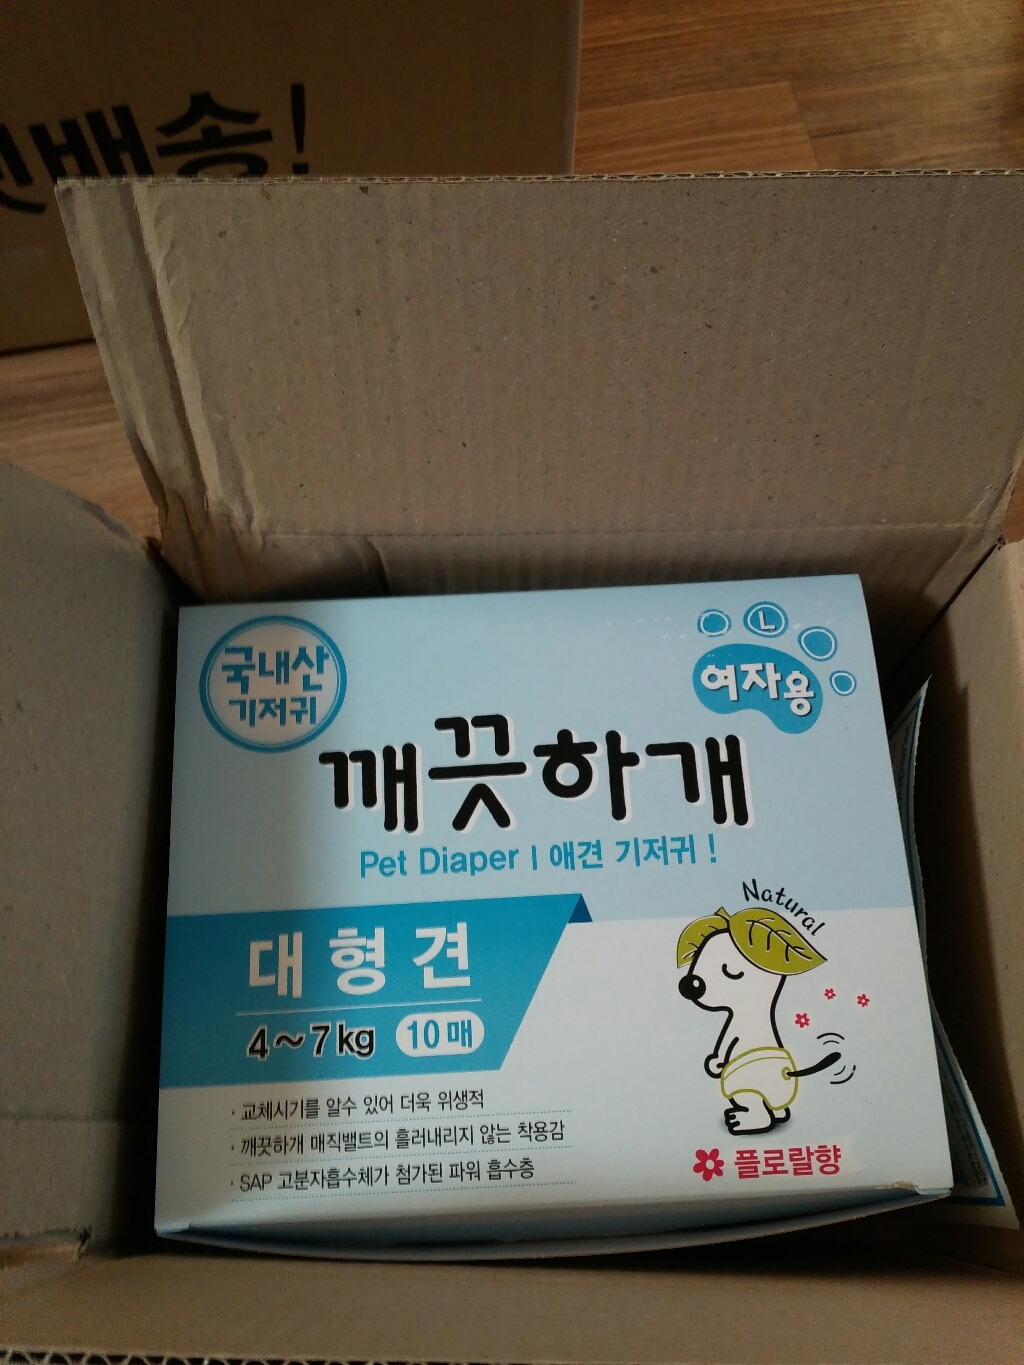 배송!
국내산
기저귀
L
여자용
깨끗하개
Pet Diaper | 애견 기저귀 !
Natural
대형견
4~7kg 10매
· 교체시기를 알수 있어 더욱 위생적
· 깨끗하개 매직밸트의 흘러내리지 않는 착용감
· SAP 고분자흡수체가 첨가된 파워 흡수층
플로랄향